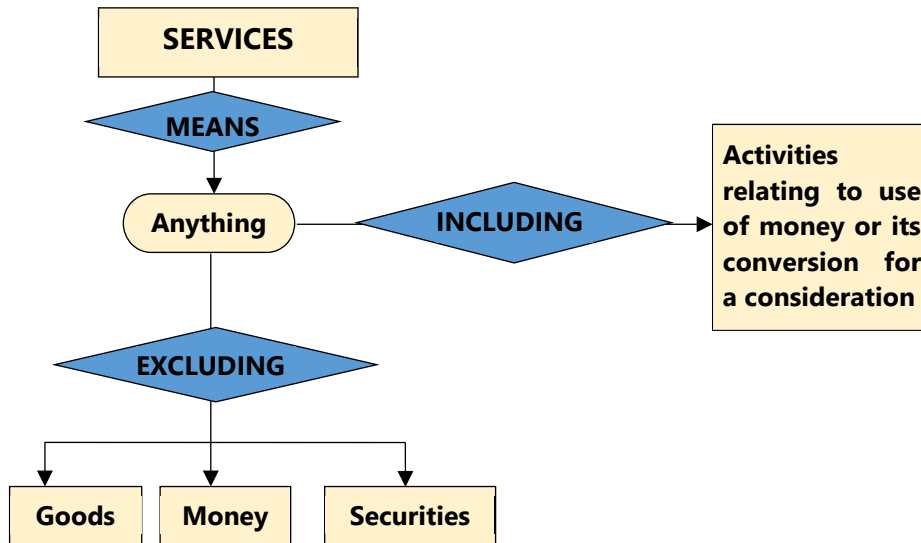 SERVICES
MEANS
Anything
INCLUDING
Activities
relating to use
of money or its
conversion for
a consideration
EXCLUDING
Goods
Money
Securities